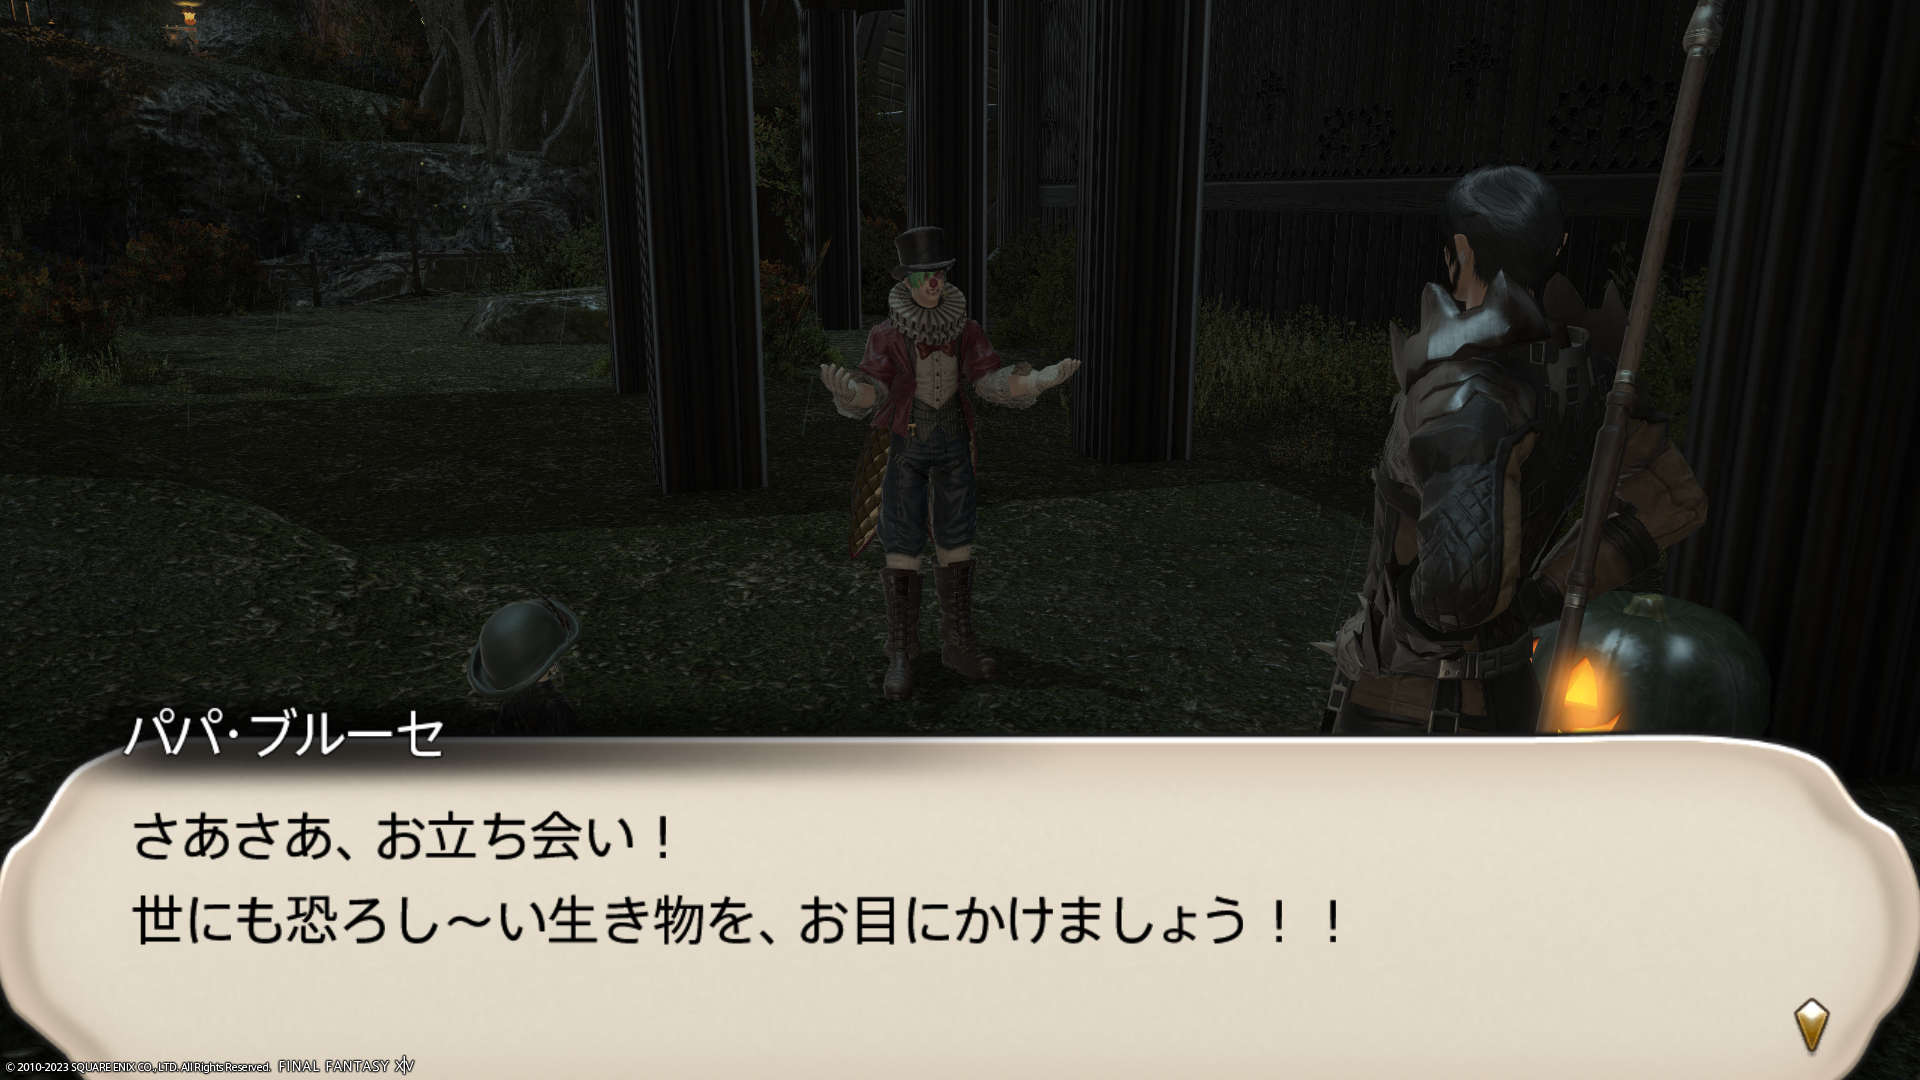 パパ・ブルーセ
さあさあ、お立ち会い！
世にも恐ろし～い生き物を、お目にかけましょう！！
© 2010-2023 SQUARE ENIX CO., LTD. All Rights Reserved. FINAL FANTASY XIV